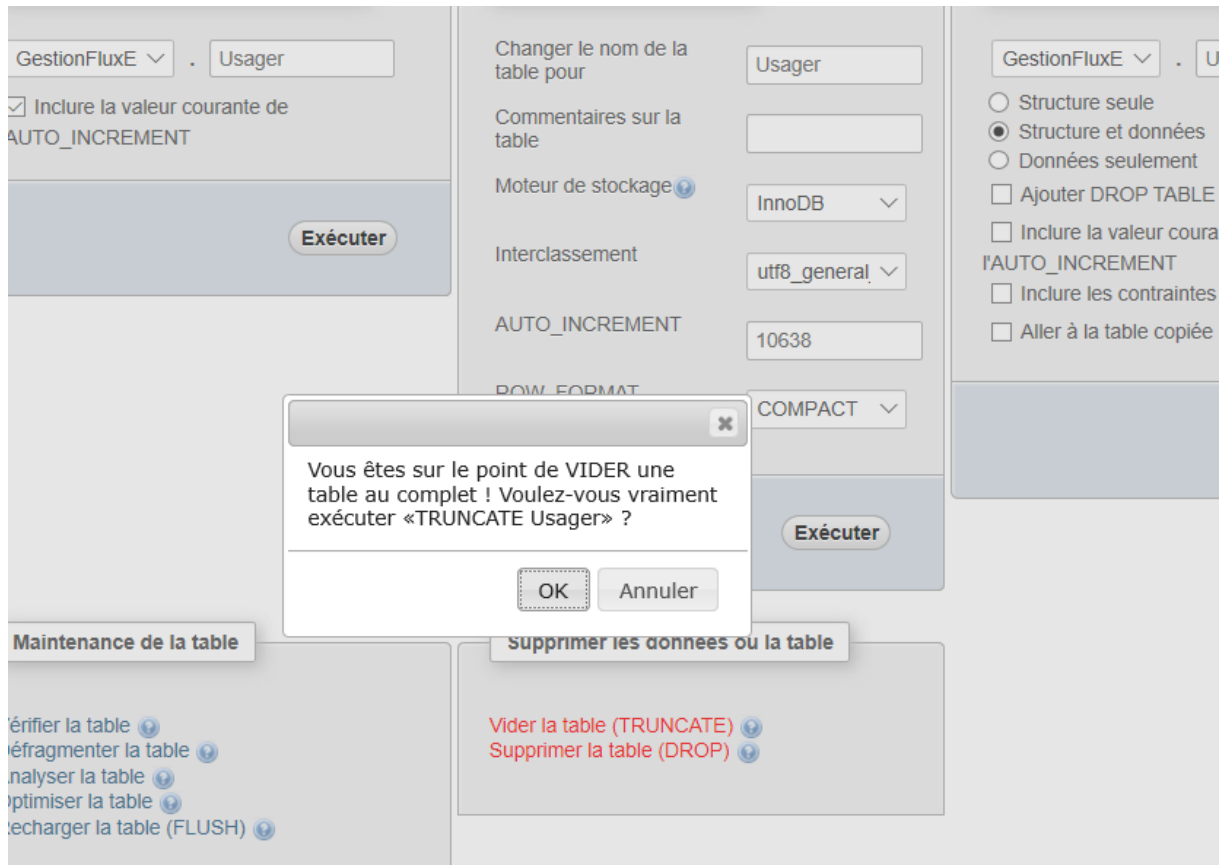 GestionFluxE . Usager
Inclure la valeur courante de
AUTO_INCREMENT
Exécuter
Changer le nom de la
table pour
Usager
Commentaires sur la
table
Moteur de stockage
InnoDB
Interclassement
utf8_general_
AUTO_INCREMENT
10638
ROW_FORMAT
COMPACT
Exécuter
GestionFluxE . U
Structure seule
Structure et données
Données seulement
Ajouter DROP TABLE
Inclure la valeur coura
l'AUTO_INCREMENT
Inclure les contraintes
Aller à la table copiée
Vous êtes sur le point de VIDER une
table au complet ! Voulez-vous vraiment
exécuter «TRUNCATE Usager» ?
OK
Annuler
Maintenance de la table
érifier la table
éfragmenter la table
nalyser la table
ptimiser la table
echarger la table (FLUSH)
Supprimer les données ou la table
Vider la table (TRUNCATE)
Supprimer la table (DROP)